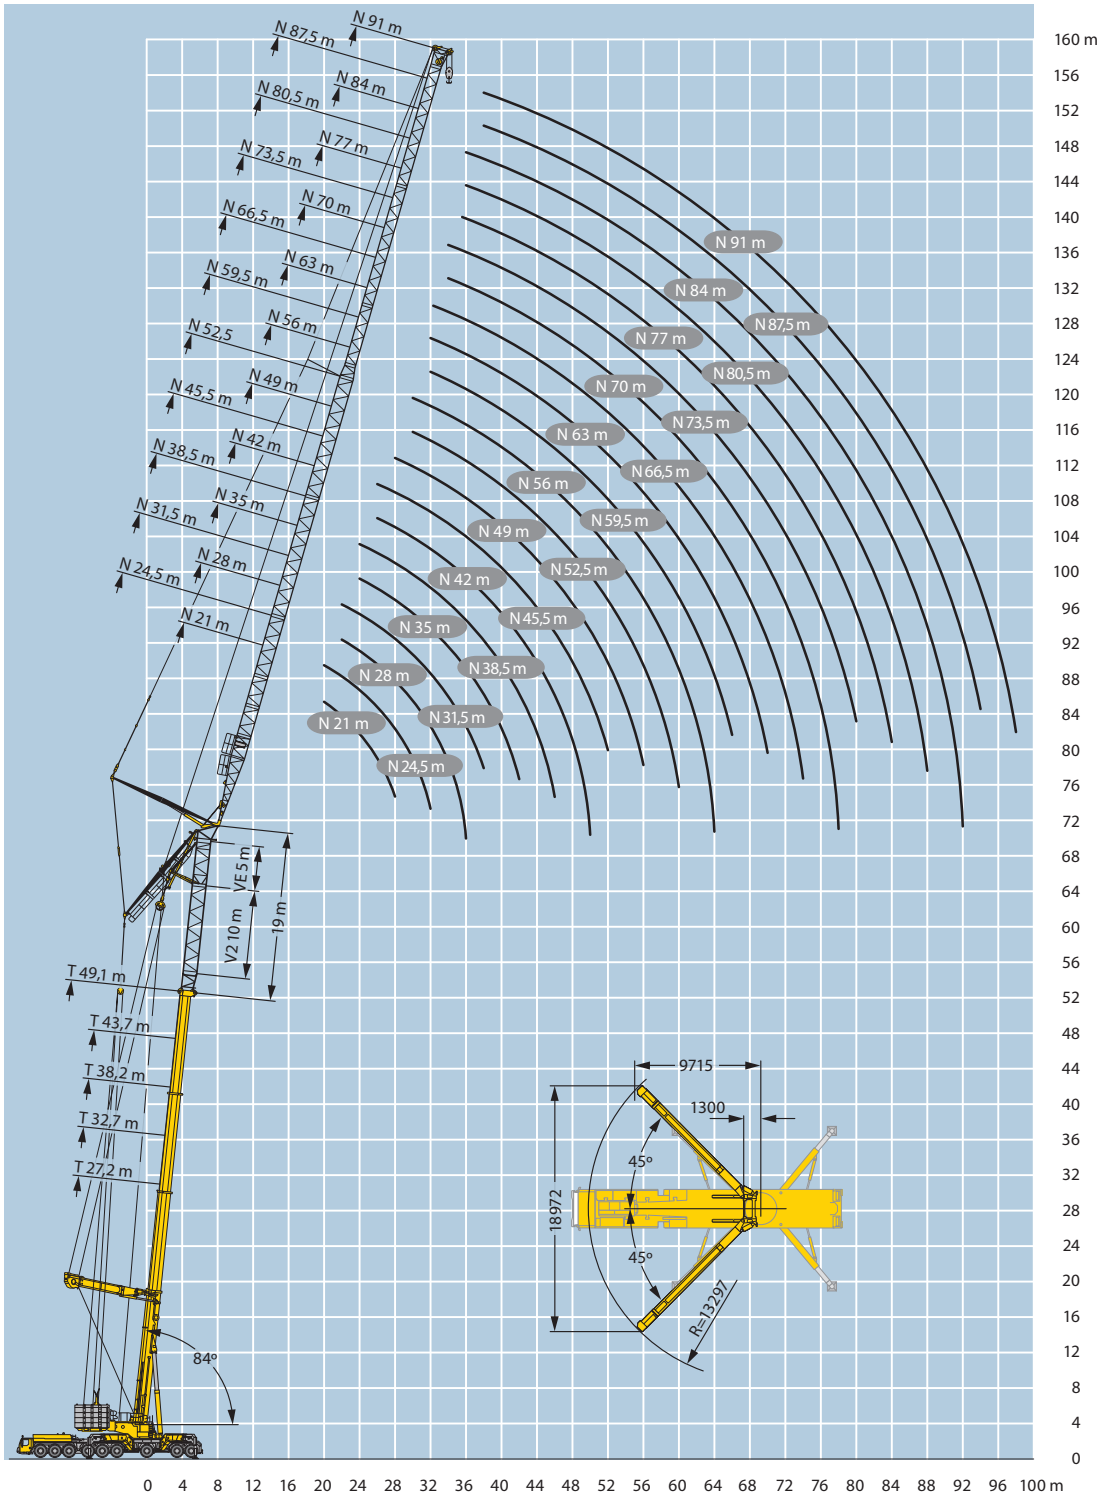 N 91 m
160 m
N 87,5 m
156
N 84 m
152
N 80,5 m
148
N 77 m
N 73,5 m
144
N 70 m
140
N 66,5 m
N 91 m
136
N 63 m
N 59,5 m
N 84 m
132
N 56 m
N 87,5 m
128
N 52,5
N 77 m
124
N 49 m
N 80,5 m
N 45,5 m
N 70 m
120
N 42 m
N 73,5 m
116
N 38,5 m
N 63 m
112
N 35 m
N 66,5 m
N 31,5 m
N 56 m
108
N 28 m
N 59,5 m
N 49 m
104
N 24,5 m
N 52,5 m
100
N 42 m
N 21 m
N 45,5 m
96
N 35 m
92
N 38,5 m
N 28 m
88
N 31,5 m
N 21 m
84
N 24,5 m
80
76
72
VE 5 m
68
64
19 m
V2 10 m
60
56
T 49,1 m
52
T 43,7 m
48
T 38,2 m
44
9715
T 32,7 m
1300
40
T 27,2 m
36
45º
32
18972
28
45º
24
20
R=13297
16
84º
12
8
4
0
0 4 8 12 16 20 24 28 32 36 40 44 48 52 56 60 64 68 72 76 80 84 88 92 96 100 m